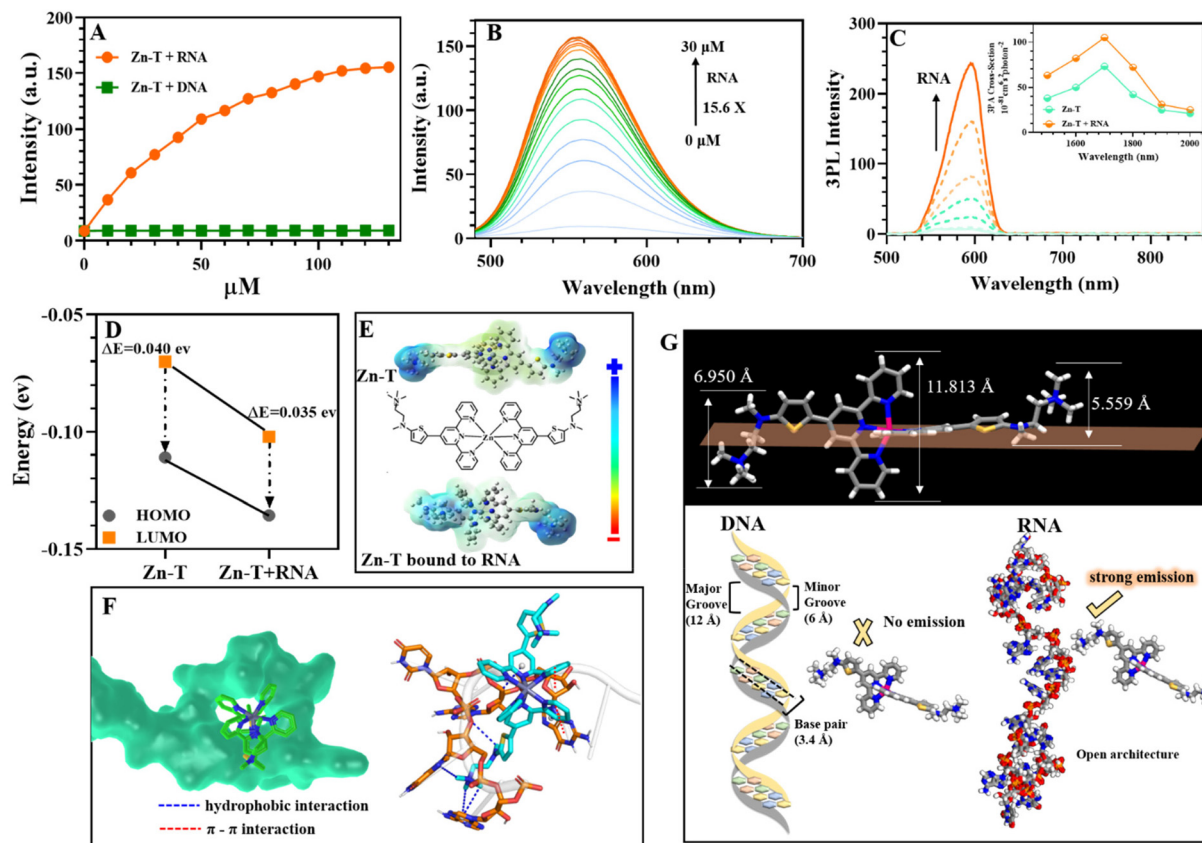 A
Zn-T + RNA
Zn-T + DNA
Intensity (a.u.)
200
150
100
50
0
0
50
100
μM
B
30 μM
RNA
15.6 X
0 μM
Intensity (a.u.)
150
100
50
0
500
600
700
Wavelength (nm)
C
RNA
3PL Intensity
300
200
100
0
500
600
700
800
Wavelength (nm)
3PA Cross-Section
100
50
0
Zn-T
Zn-T + RNA
1600
1800
2000
Wavelength (nm)
D
ΔE=0.040 ev
ΔE=0.035 ev
Energy (ev)
-0.05
-0.10
-0.15
HOMO
LUMO
Zn-T
Zn-T+RNA
E
Zn-T
Zn
N
Zn-T bound to RNA
+
-
F
hydrophobic interaction
π - π interaction
G
6.950 Å
11.813 Å
5.559 Å
DNA
RNA
Major
Groove
(12 Å)
Minor
Groove
(6 Å)
No emission
strong emission
Base pair
(3.4 Å)
Open architecture